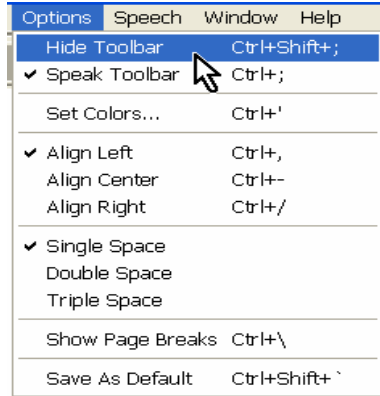 Options Speech Window Help
Hide Toolbar Ctrl+Shift+;
✔ Speak Toolbar Ctrl+;
Set Colors... Ctrl+'
✔ Align Left Ctrl+,
Align Center Ctrl+-
Align Right Ctrl+/
✔ Single Space
Double Space
Triple Space
Show Page Breaks Ctrl+\
Save As Default Ctrl+Shift+`